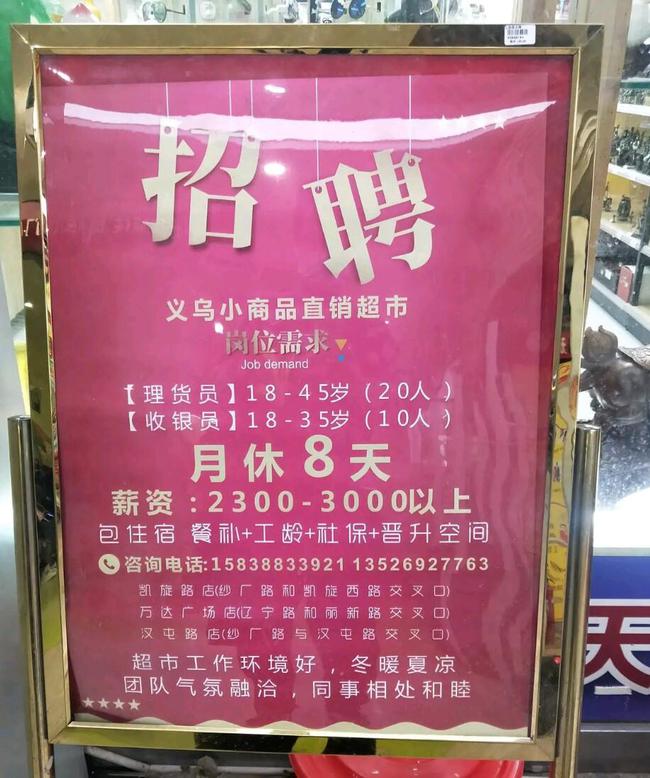 招聘
义乌小商品直销超市
岗位需求
Job demand
【理货员】18-45岁(20人)
【收银员】18-35岁(10人)
月休8天
薪资:2300-3000以上
包住宿 餐补+工龄+社保+晋升空间
咨询电话:15838833921 13526927763
凯旋路店(纱厂路和凯旋西路交叉口)
万达广场店(辽宁路和丽新路交叉口)
汉屯路店(纱厂路与汉屯路交叉口)
超市工作环境好,冬暖夏凉
团队气氛融洽,同事相处和睦
天